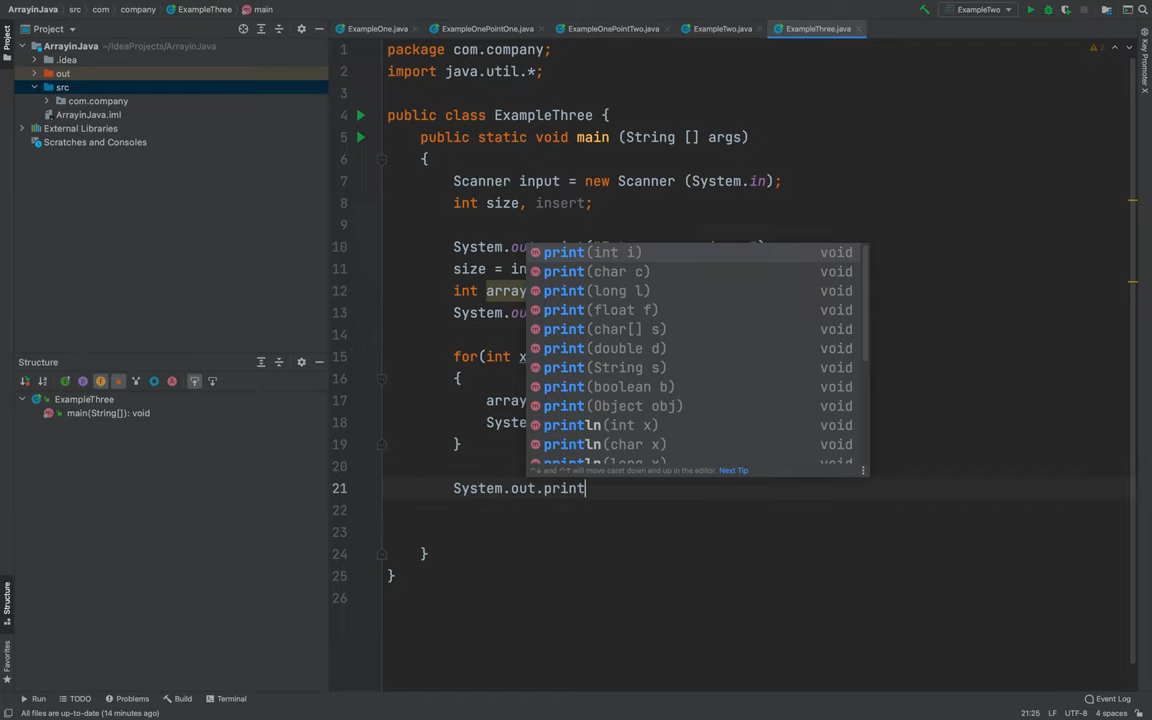 ArrayinJava
src
com
company
ExampleThree
main
ExampleTwo
Project
ExampleOne.java
ExampleOnePointOne.java
ExampleOnePointTwo.java
ExampleTwo.java
ExampleThree.java
ArrayinJava ~/IdeaProjects/ArrayinJava
.idea
out
src
com.company
ArrayinJava.iml
External Libraries
Scratches and Consoles
Structure
ExampleThree
main(String[]): void
1 package com.company;
2 import java.util.*;
3
4 public class ExampleThree {
5 public static void main (String [] args)
6 {
7 Scanner input = new Scanner (System.in);
8 int size, insert;
9
10 System.ou
11 size = in
12 int array
13 System.ou
14
15 for(int x
16 {
17 array
18 Syste
19 }
20
21 System.out.print
22
23
24 }
25 }
26
print(int i) void
print(char c) void
print(long l) void
print(float f) void
print(char[] s) void
print(double d) void
print(String s) void
print(boolean b) void
print(Object obj) void
println(int x) void
println(char x) void
println(long x) void
^↓ and ^↑ will move caret down and up in the editor Next Tip
2
Key Promoter X
Project
Structure
Favorites
Run
TODO
Problems
Build
Terminal
Event Log
All files are up-to-date (14 minutes ago)
21:25 LF UTF-8 4 spaces